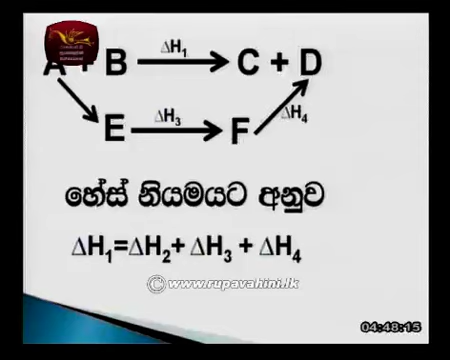 A + B ΔH₁ C + D
E ΔH₃ F ΔH₄
හේස් නියමයට අනුව
ΔH₁=ΔH₂+ ΔH₃ + ΔH₄
© www.rupavahini.lk
04:48:15